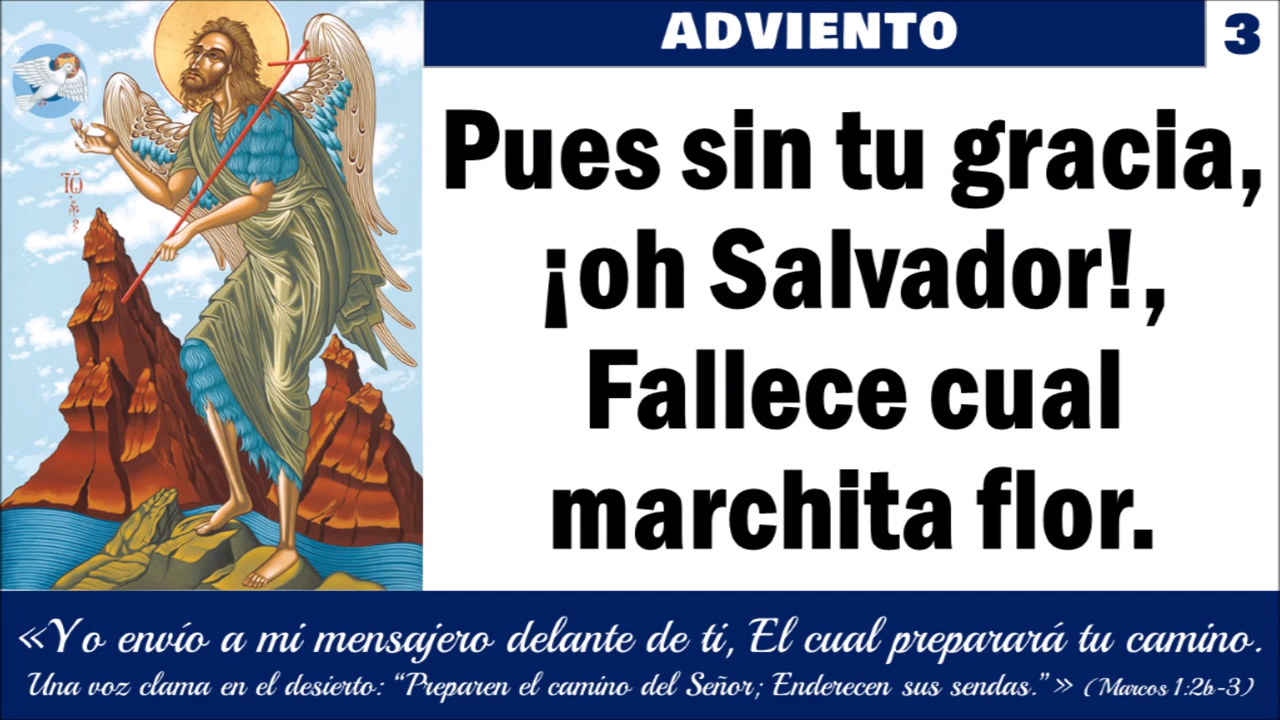 ADVIENTO
3
Pues sin tu gracia,
¡oh Salvador!,
Fallece cual
marchita flor.
«Yo envío a mi mensajero delante de ti, El cual preparará tu camino.
Una voz clama en el desierto: “Preparen el camino del Señor; Enderecen sus sendas.”» (Marcos 1:2b-3)